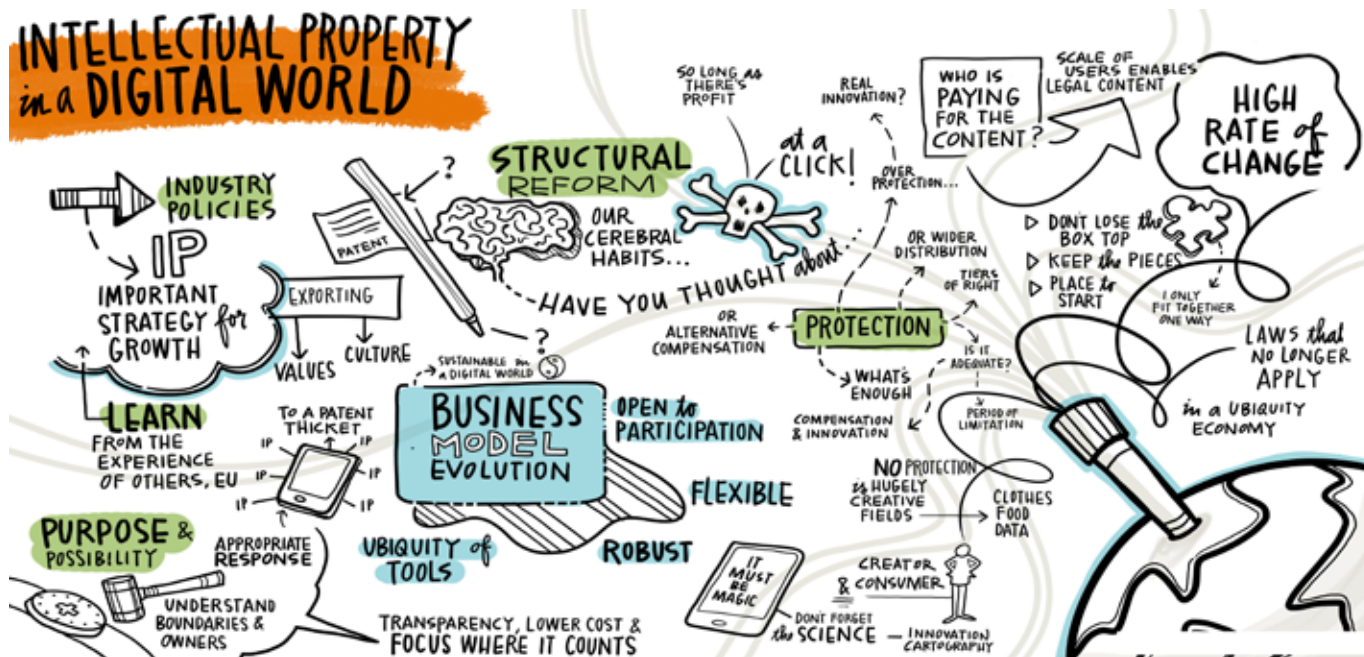 INTELLECTUAL PROPERTY
in a DIGITAL WORLD
INDUSTRY
POLICIES
IP
IMPORTANT
STRATEGY for
GROWTH
EXPORTING
VALUES
CULTURE
LEARN
FROM THE
EXPERIENCE
OF OTHERS, EU
PATENT
?
?
STRUCTURAL
REFORM
OUR
CEREBRAL
HABITS...
SO LONG as
THERE'S
PROFIT
at a
CLICK!
HAVE YOU THOUGHT about...
REAL
INNOVATION?
OVER
PROTECTION...
OR WIDER
DISTRIBUTION
TIERS
OF RIGHT
PROTECTION
OR
ALTERNATIVE
COMPENSATION
WHAT'S
ENOUGH
IS IT
ADEQUATE?
COMPENSATION
& INNOVATION
PERIOD OF
LIMITATION
WHO IS
PAYING
FOR THE
CONTENT?
SCALE OF
USERS ENABLES
LEGAL CONTENT
HIGH
RATE of
CHANGE
DON'T LOSE the
BOX TOP
KEEP the PIECES
PLACE to
START
I ONLY
FIT TOGETHER
ONE WAY
LAWS that
NO LONGER
APPLY
in a UBIQUITY
ECONOMY
SUSTAINABLE in
a DIGITAL WORLD
$
BUSINESS
MODEL
EVOLUTION
OPEN to
PARTICIPATION
FLEXIBLE
ROBUST
UBIQUITY of
TOOLS
TO A PATENT
THICKET
IP
IP
IP
IP
IP
IP
APPROPRIATE
RESPONSE
PURPOSE &
POSSIBILITY
UNDERSTAND
BOUNDARIES &
OWNERS
TRANSPARENCY, LOWER COST &
FOCUS WHERE IT COUNTS
NO PROTECTION
is HUGELY
CREATIVE
FIELDS
CLOTHES
FOOD
DATA
IT
MUST
BE
MAGIC
CREATOR
&
CONSUMER
DON'T FORGET
the SCIENCE
INNOVATION
CARTOGRAPHY